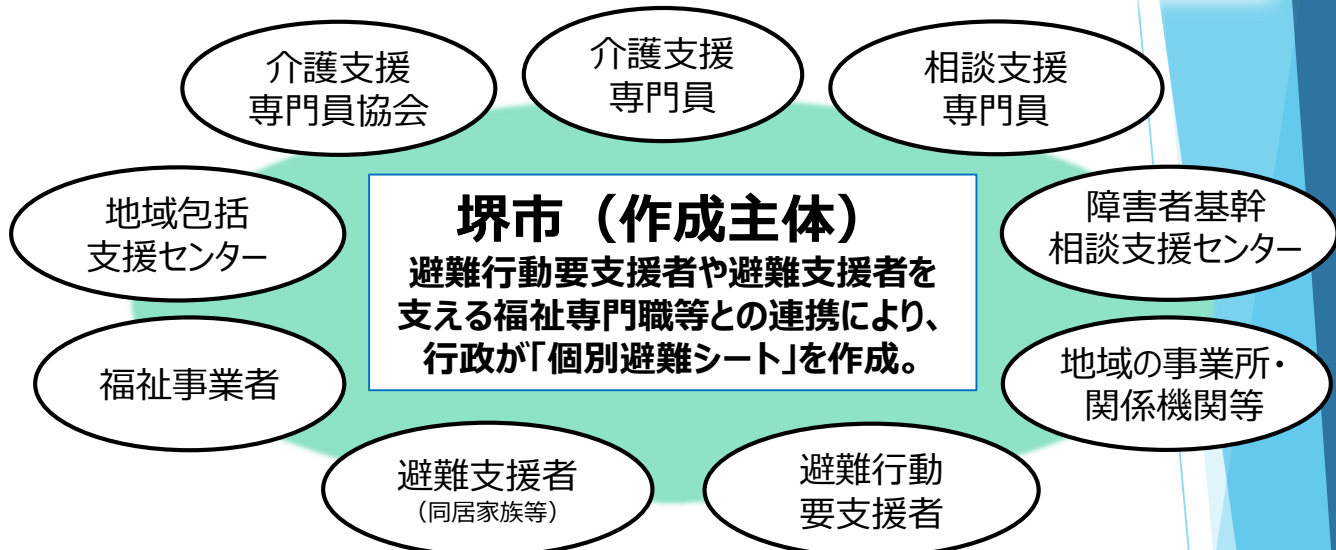 介護支援
専門員協会
介護支援
専門員
相談支援
専門員
地域包括
支援センター
堺市（作成主体）
避難行動要支援者や避難支援者を
支える福祉専門職等との連携により、
行政が「個別避難シート」を作成。
障害者基幹
相談支援センター
福祉事業者
地域の事業所・
関係機関等
避難支援者
（同居家族等）
避難行動
要支援者